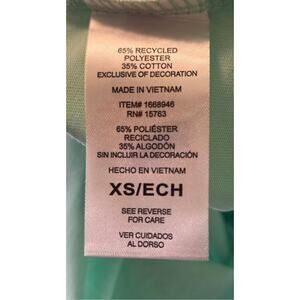 65% RECYCLED
POLYESTER
35% COTTON
EXCLUSIVE OF DECORATION
MADE IN VIETNAM
ITEM# 1668946
RN# 15763
65% POLIÉSTER
RECICLADO
35% ALGODÓN
SIN INCLUIR LA DECORACIÓN
HECHO EN VIETNAM
XS/ECH
SEE REVERSE
FOR CARE
VER CUIDADOS
AL DORSO